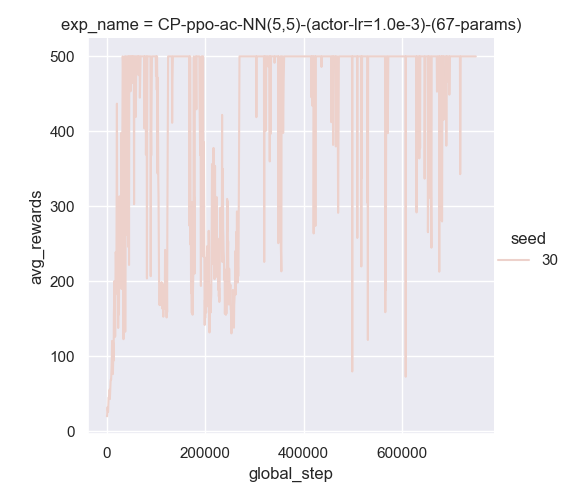 exp_name = CP-ppo-ac-NN(5,5)-(actor-lr=1.0e-3)-(67-params)
500
400
300
200
100
0
avg_rewards
0 200000 400000 600000
global_step
seed
30